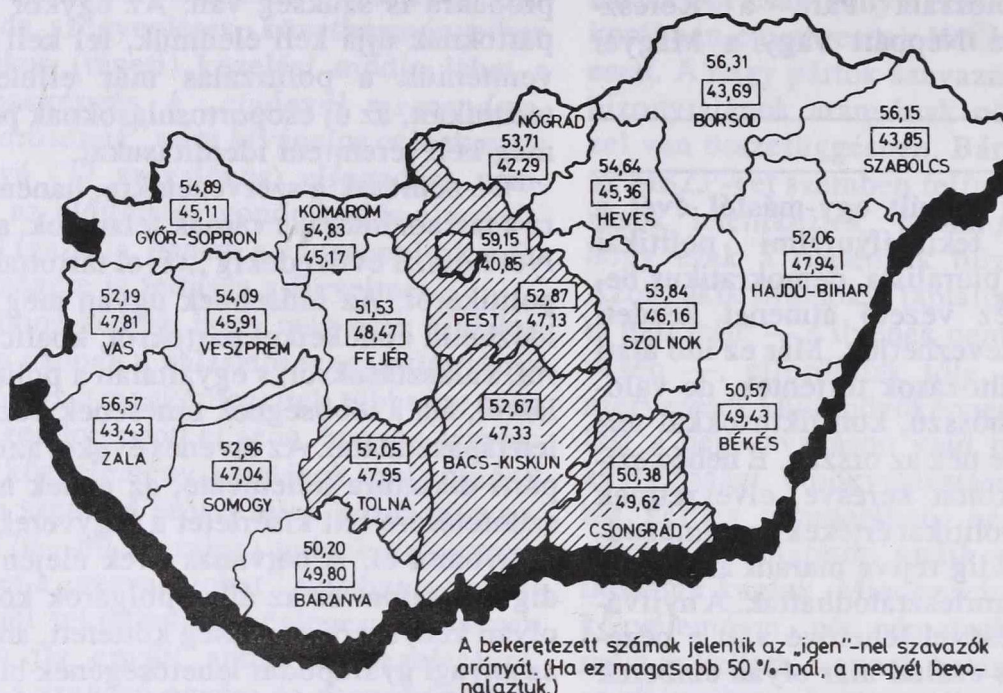 56,31
43,69
BORSOD
56,15
43,85
SZABOLCS
NÓGRÁD
53,71
42,29
54,64
45,36
HEVES
54,89
45,11
GYŐR-SOPRON
KOMÁROM
54,83
45,17
59,15
40,85
52,06
47,94
HAJDÚ-BIHAR
52,19
47,81
VAS
54,09
45,91
VESZPRÉM
51,53
48,47
FEJÉR
PEST
52,87
47,13
53,84
46,16
SZOLNOK
56,57
43,43
ZALA
52,96
47,04
SOMOGY
52,05
47,95
TOLNA
52,67
47,33
BÁCS-KISKUN
50,57
49,43
BÉKÉS
50,38
49,62
CSONGRÁD
50,20
49,80
BARANYA
A bekeretezett számok jelentik az „igen”-nel szavazók
arányát. (Ha ez magasabb 50 %-nál, a megyét bevo-
nalaztuk.)